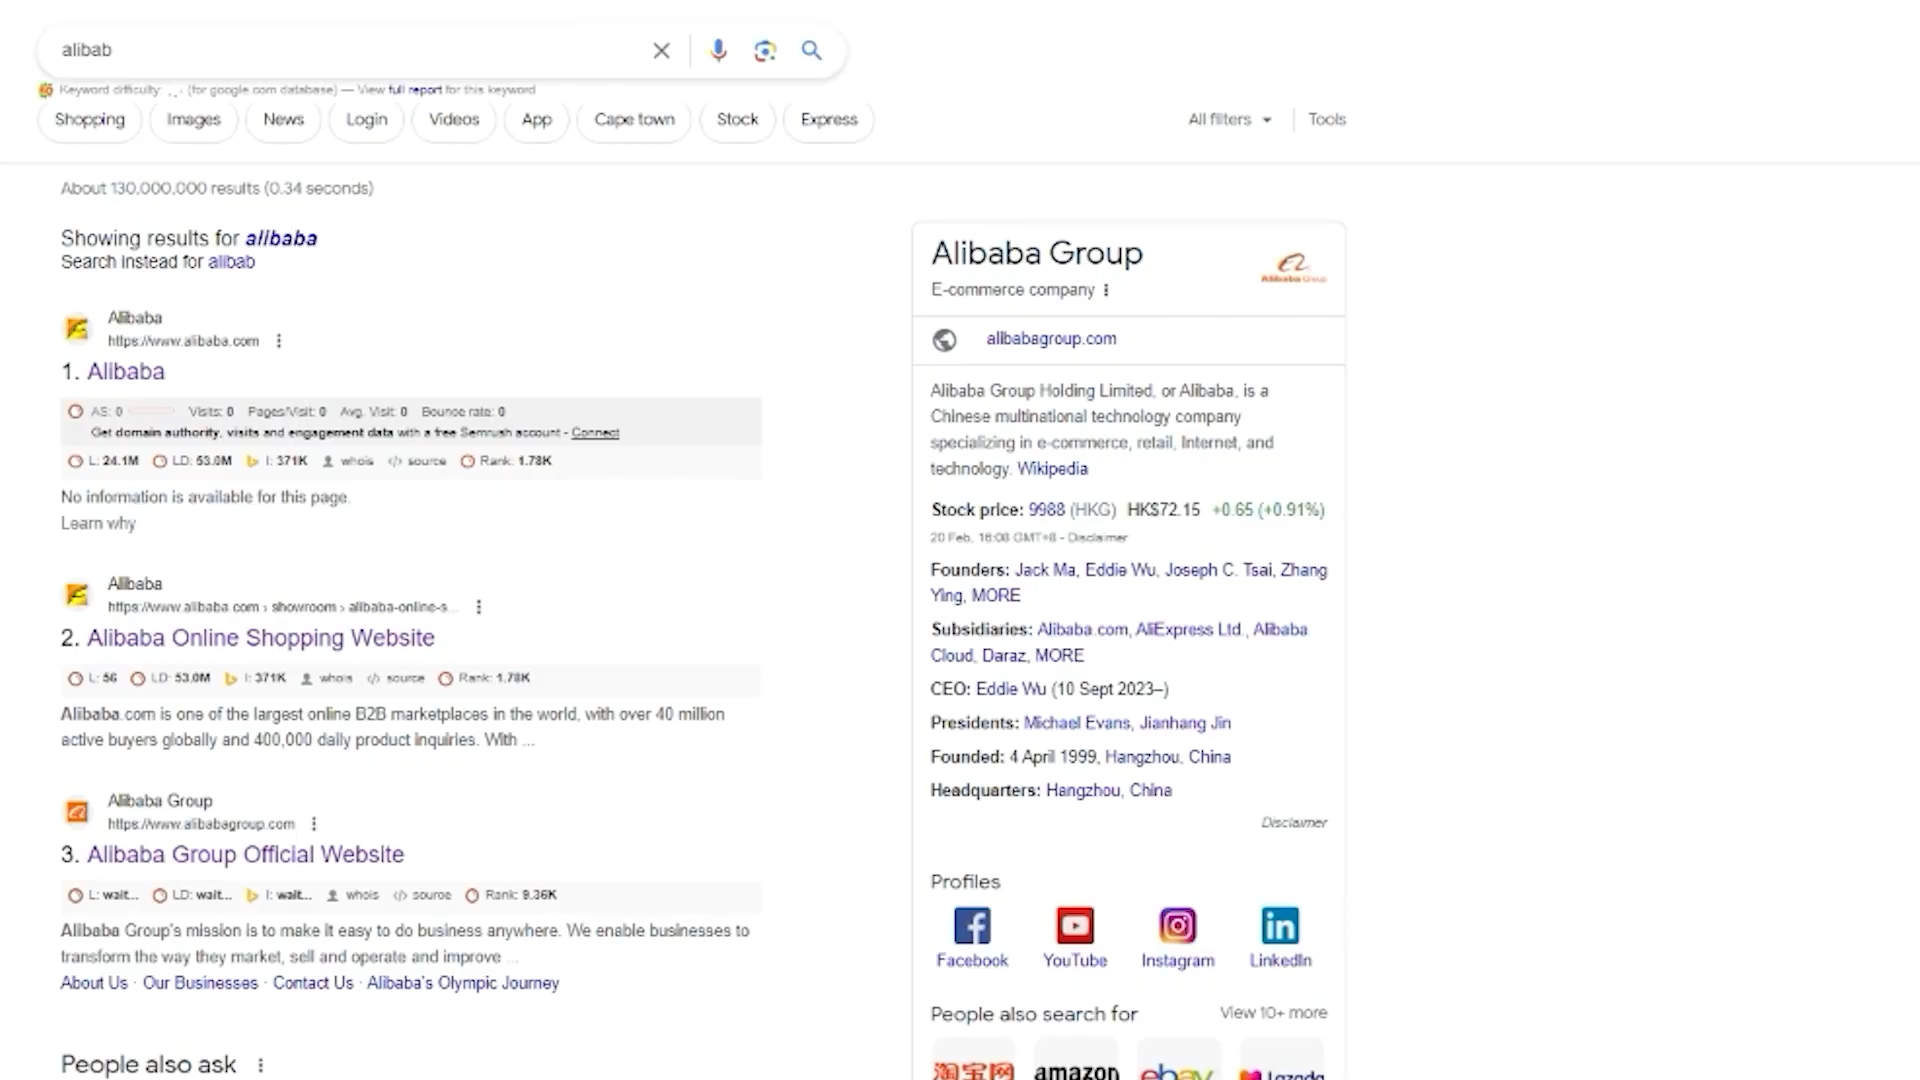 alibab
Keyword difficulty: (for google.com database) — View full report for this keyword
Shopping
Images
News
Login
Videos
App
Cape town
Stock
Express
All filters
Tools
About 130,000,000 results (0.34 seconds)
Showing results for alibaba
Search instead for alibab
Alibaba
https://www.alibaba.com
1. Alibaba
AS: 0 Visits: 0 Pages/Visit: 0 Avg. Visit: 0 Bounce rate: 0
Get domain authority, visits and engagement data with a free Semrush account - Connect
L: 24.1M LD: 53.0M I: 371K whois source Rank: 1.78K
No information is available for this page.
Learn why
Alibaba
https://www.alibaba.com › showroom › alibaba-online-s...
2. Alibaba Online Shopping Website
L: 56 LD: 53.0M I: 371K whois source Rank: 1.78K
Alibaba.com is one of the largest online B2B marketplaces in the world, with over 40 million
active buyers globally and 400,000 daily product inquiries. With ...
Alibaba Group
https://www.alibabagroup.com
3. Alibaba Group Official Website
L: wait... LD: wait... I: wait... whois source Rank: 9.36K
Alibaba Group's mission is to make it easy to do business anywhere. We enable businesses to
transform the way they market, sell and operate and improve ...
About Us · Our Businesses · Contact Us · Alibaba's Olympic Journey
People also ask
Alibaba Group
E-commerce company
Alibaba Group
alibabagroup.com
Alibaba Group Holding Limited, or Alibaba, is a
Chinese multinational technology company
specializing in e-commerce, retail, Internet, and
technology. Wikipedia
Stock price: 9988 (HKG) HK$72.15 +0.65 (+0.91%)
20 Feb, 16:08 GMT+8 - Disclaimer
Founders: Jack Ma, Eddie Wu, Joseph C. Tsai, Zhang
Ying, MORE
Subsidiaries: Alibaba.com, AliExpress Ltd., Alibaba
Cloud, Daraz, MORE
CEO: Eddie Wu (10 Sept 2023–)
Presidents: Michael Evans, Jianhang Jin
Founded: 4 April 1999, Hangzhou, China
Headquarters: Hangzhou, China
Disclaimer
Profiles
Facebook
YouTube
Instagram
LinkedIn
People also search for
View 10+ more
淘宝网
amazon
ebay
Lazada